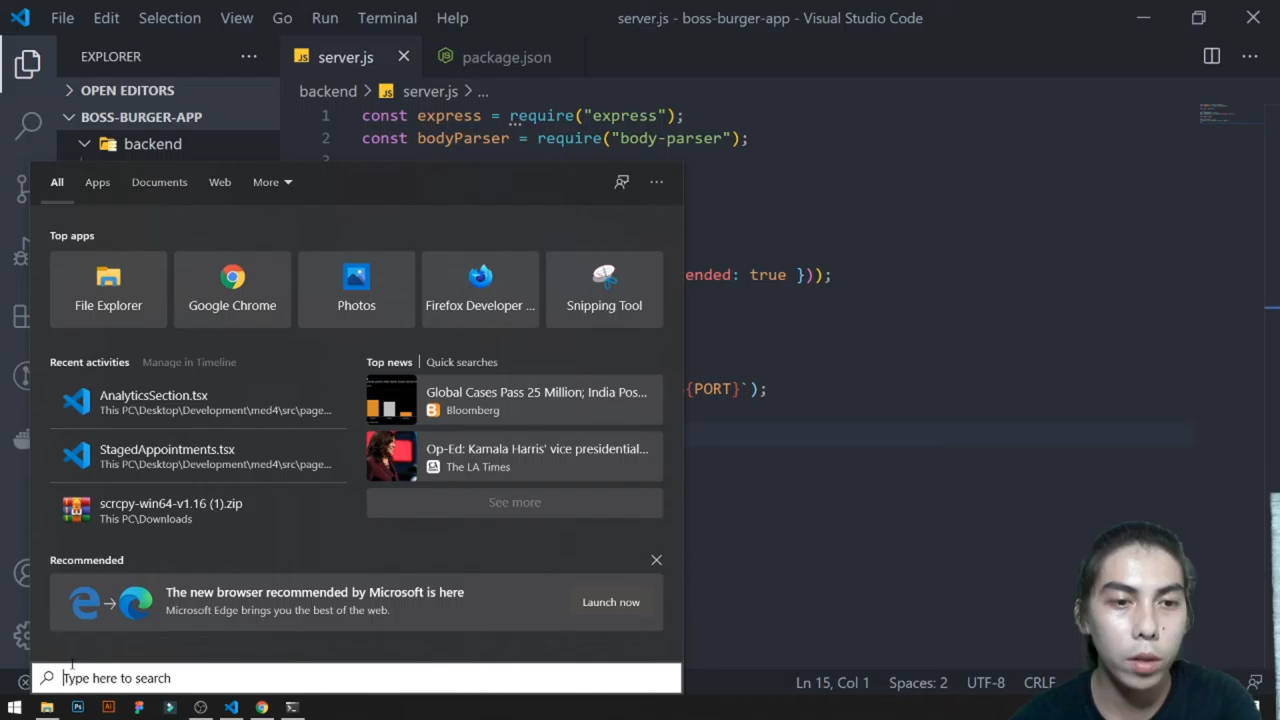 File Edit Selection View Go Run Terminal Help server.js - boss-burger-app - Visual Studio Code
EXPLORER
JS server.js package.json
OPEN EDITORS
backend > JS server.js > ...
BOSS-BURGER-APP
backend
1 const express = require("express");
2 const bodyParser = require("body-parser");
3
ended: true }));
{PORT}`);
All Apps Documents Web More
Top apps
File Explorer
Google Chrome
Photos
Firefox Developer ...
Snipping Tool
Recent activities Manage in Timeline
AnalyticsSection.tsx
This PC\Desktop\Development\med4\src\page...
StagedAppointments.tsx
This PC\Desktop\Development\med4\src\page...
scrcpy-win64-v1.16 (1).zip
This PC\Downloads
Top news | Quick searches
Global Cases Pass 25 Million; India Pos...
Bloomberg
Op-Ed: Kamala Harris' vice presidential...
The LA Times
See more
Recommended
The new browser recommended by Microsoft is here
Microsoft Edge brings you the best of the web.
Launch now
Type here to search
Ln 15, Col 1 Spaces: 2 UTF-8 CRLF
Ps Ai